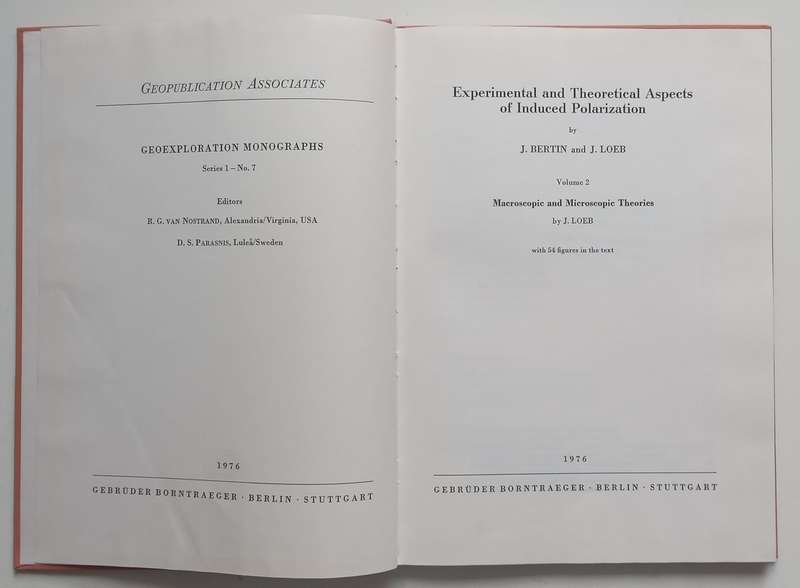 GEOPUBLICATION ASSOCIATES
GEOEXPLORATION MONOGRAPHS
Series 1 – No. 7
Editors
R. G. VAN NOSTRAND, Alexandria/Virginia, USA
D. S. PARASNIS, Luleå/Sweden
1976
GEBRÜDER BORNTRAEGER · BERLIN · STUTTGART
Experimental and Theoretical Aspects
of Induced Polarization
by
J. BERTIN and J. LOEB
Volume 2
Macroscopic and Microscopic Theories
by J. LOEB
with 54 figures in the text
1976
GEBRÜDER BORNTRAEGER · BERLIN · STUTTGART